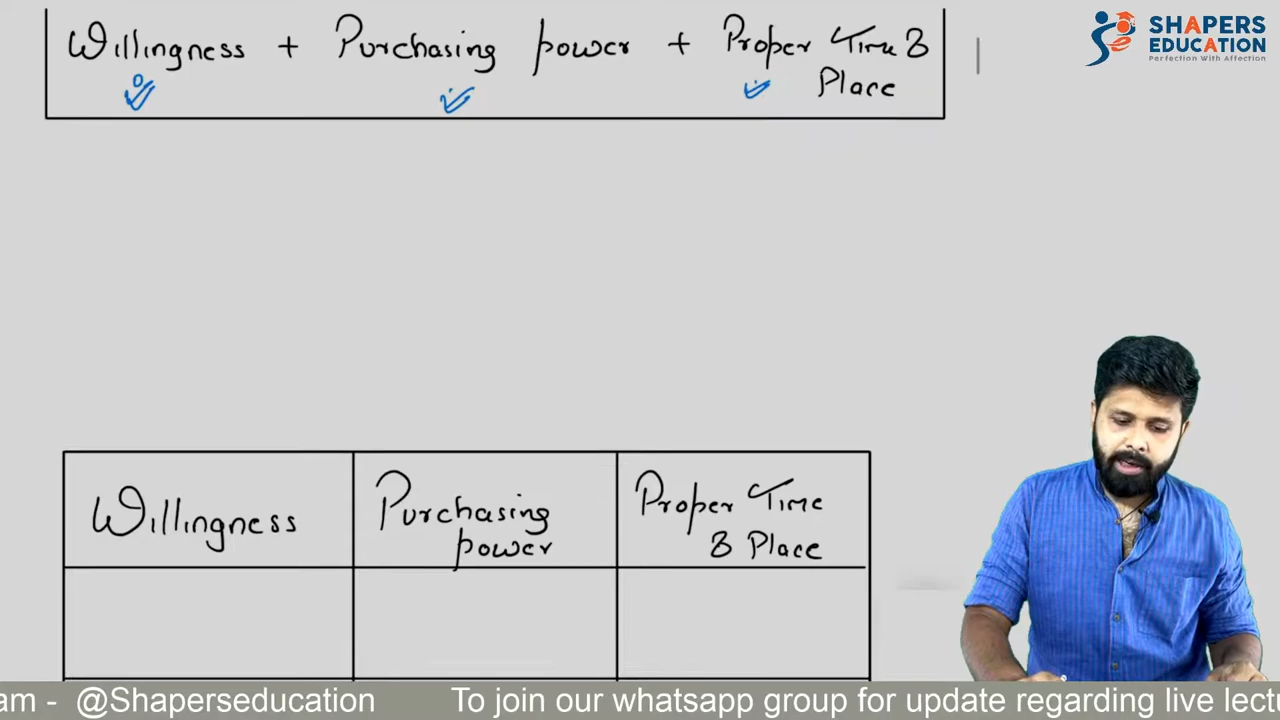 Willingness + Purchasing power + Proper Time &
Place
SHAPERS
EDUCATION
Perfection With Affection
Willingness
Purchasing
power
Proper Time
& Place
am - @Shaperseducation To join our whatsapp group for update regarding live lectu